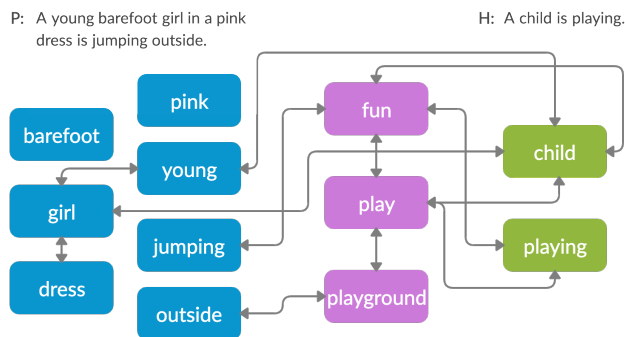 P: A young barefoot girl in a pink
dress is jumping outside.
H: A child is playing.
pink
fun
barefoot
child
young
girl
play
jumping
playing
dress
playground
outside